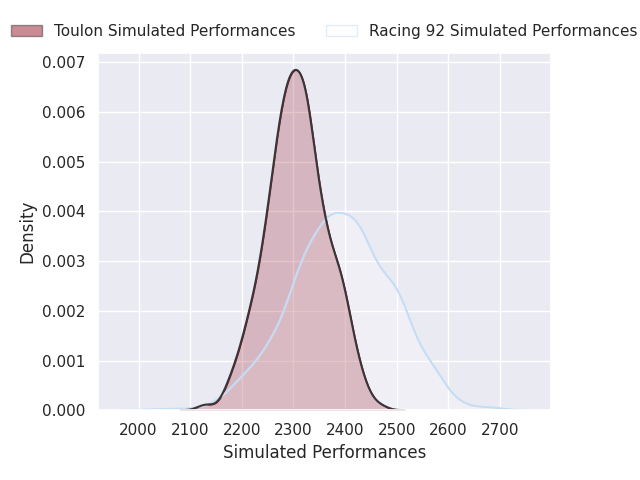 Toulon Simulated Performances
Racing 92 Simulated Performances
0.007
0.006
0.005
0.004
0.003
0.002
0.001
0.000
Density
2000 2100 2200 2300 2400 2500 2600 2700
Simulated Performances